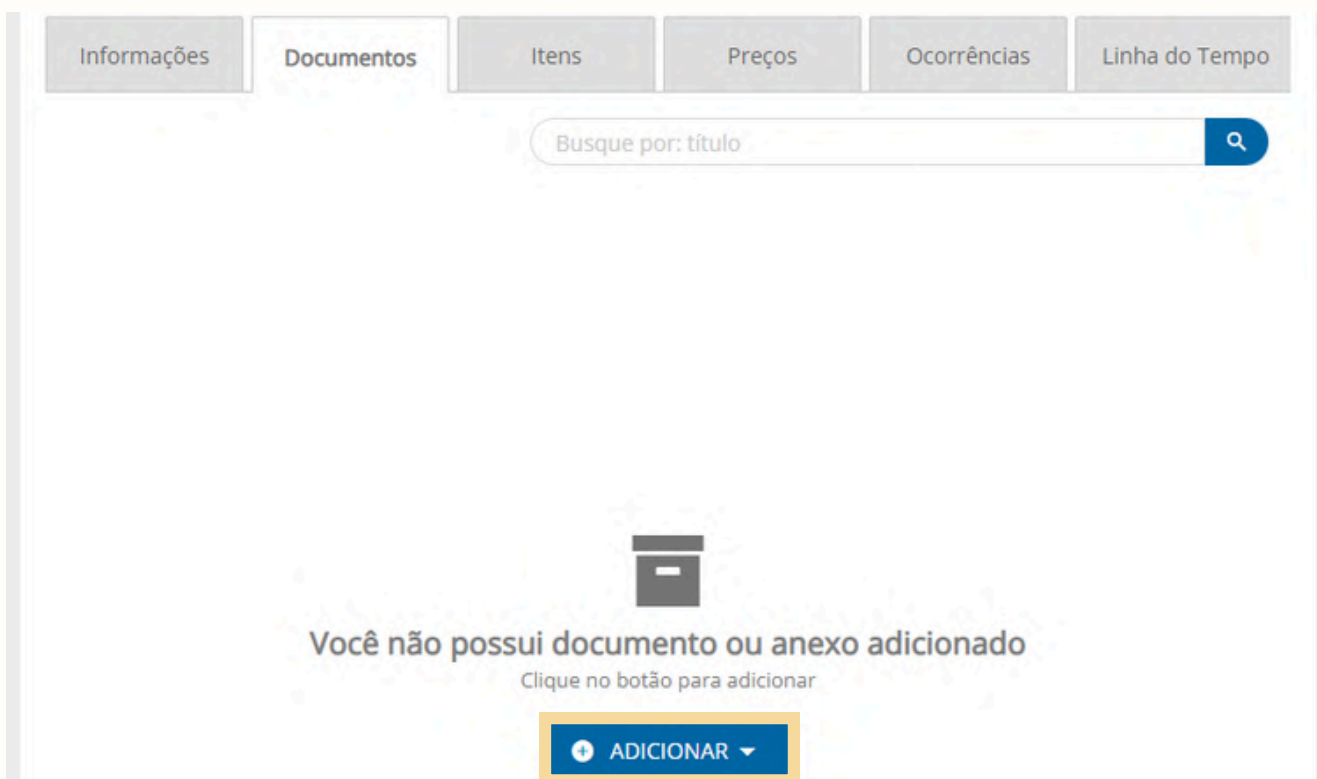 Informações Documentos Itens Preços Ocorrências Linha do Tempo
Busque por: título
Você não possui documento ou anexo adicionado
Clique no botão para adicionar
ADICIONAR